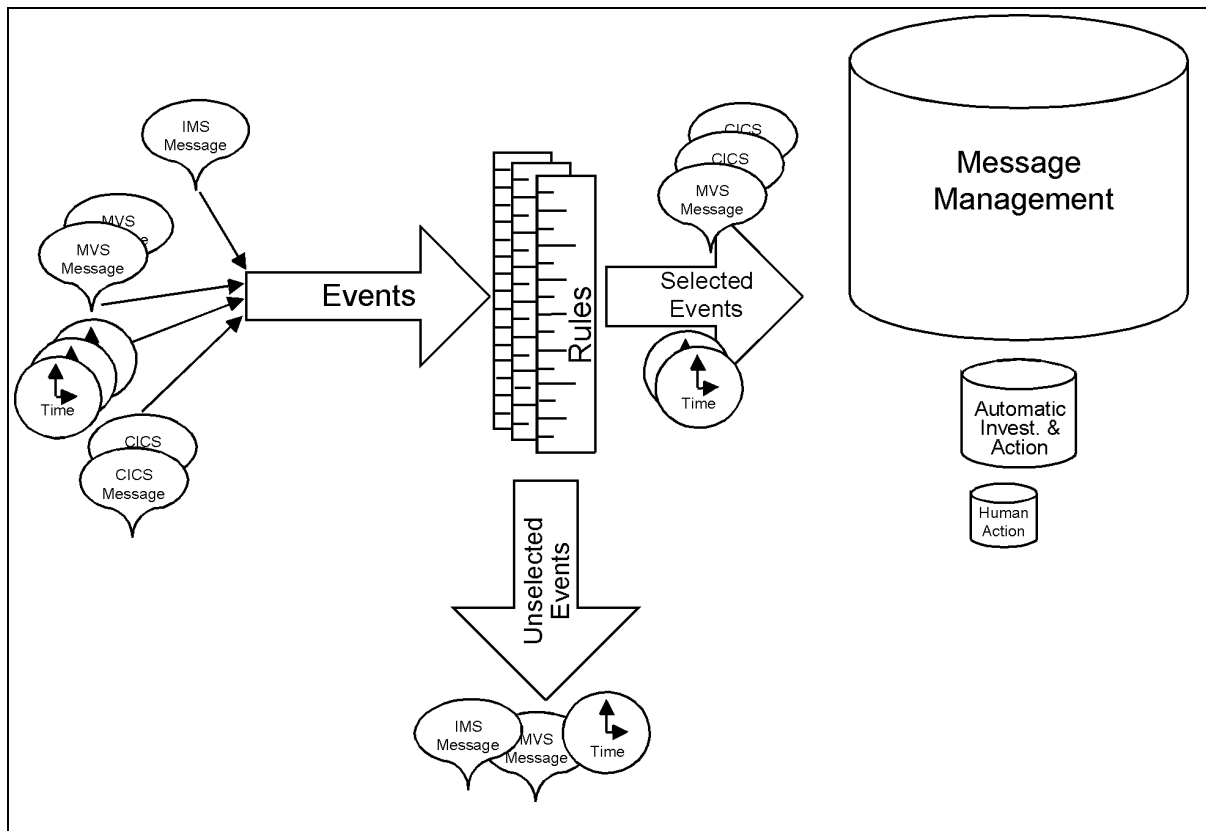 IMS
Message
MVS
MVS
Message
Time
CICS
CICS
Message
Events
Rules
CICS
CICS
MVS
Message
Selected
Events
Time
Unselected
Events
IMS
Message
MVS
Message
Time
Message
Management
Automatic
Invest. &
Action
Human
Action